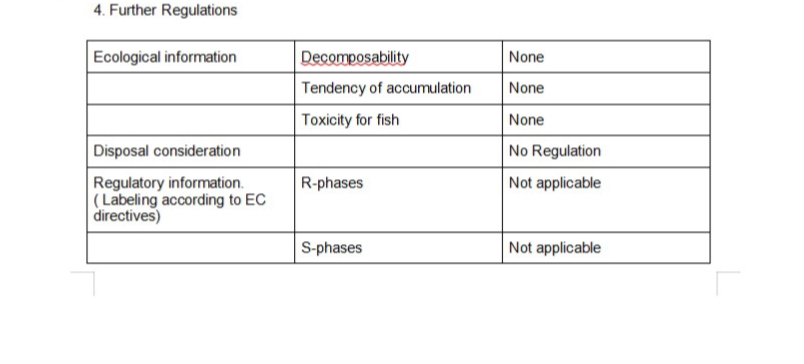 4. Further Regulations
Ecological information Decomposability None
Tendency of accumulation None
Toxicity for fish None
Disposal consideration No Regulation
Regulatory information. R-phases Not applicable
( Labeling according to EC
directives)
S-phases Not applicable